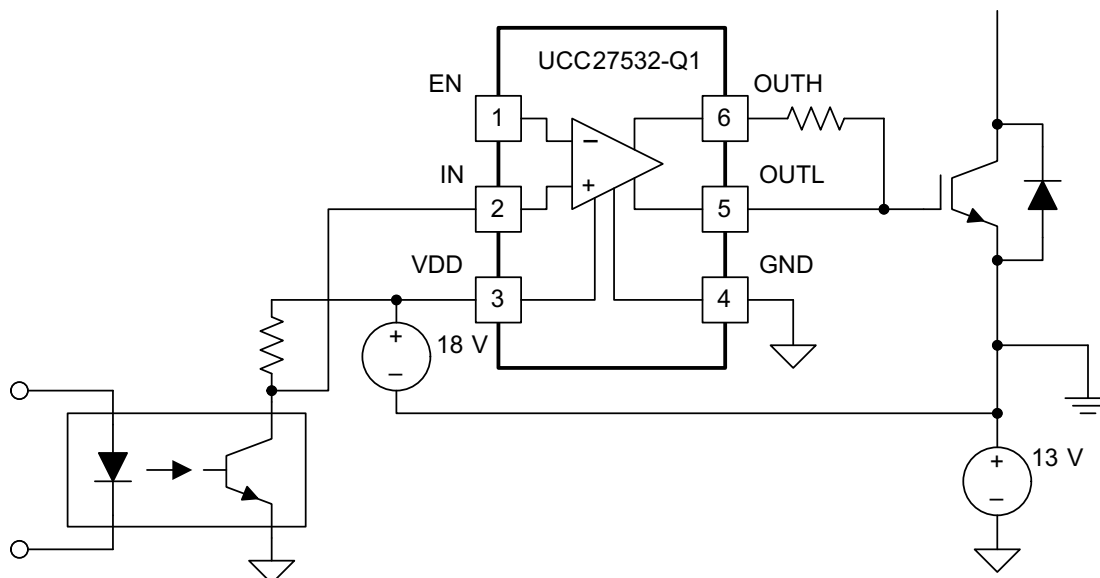 UCC27532-Q1
EN
OUTH
1
6
−
IN
OUTL
+
2
5
VDD
GND
3
4
+
18 V
−
+
13 V
−